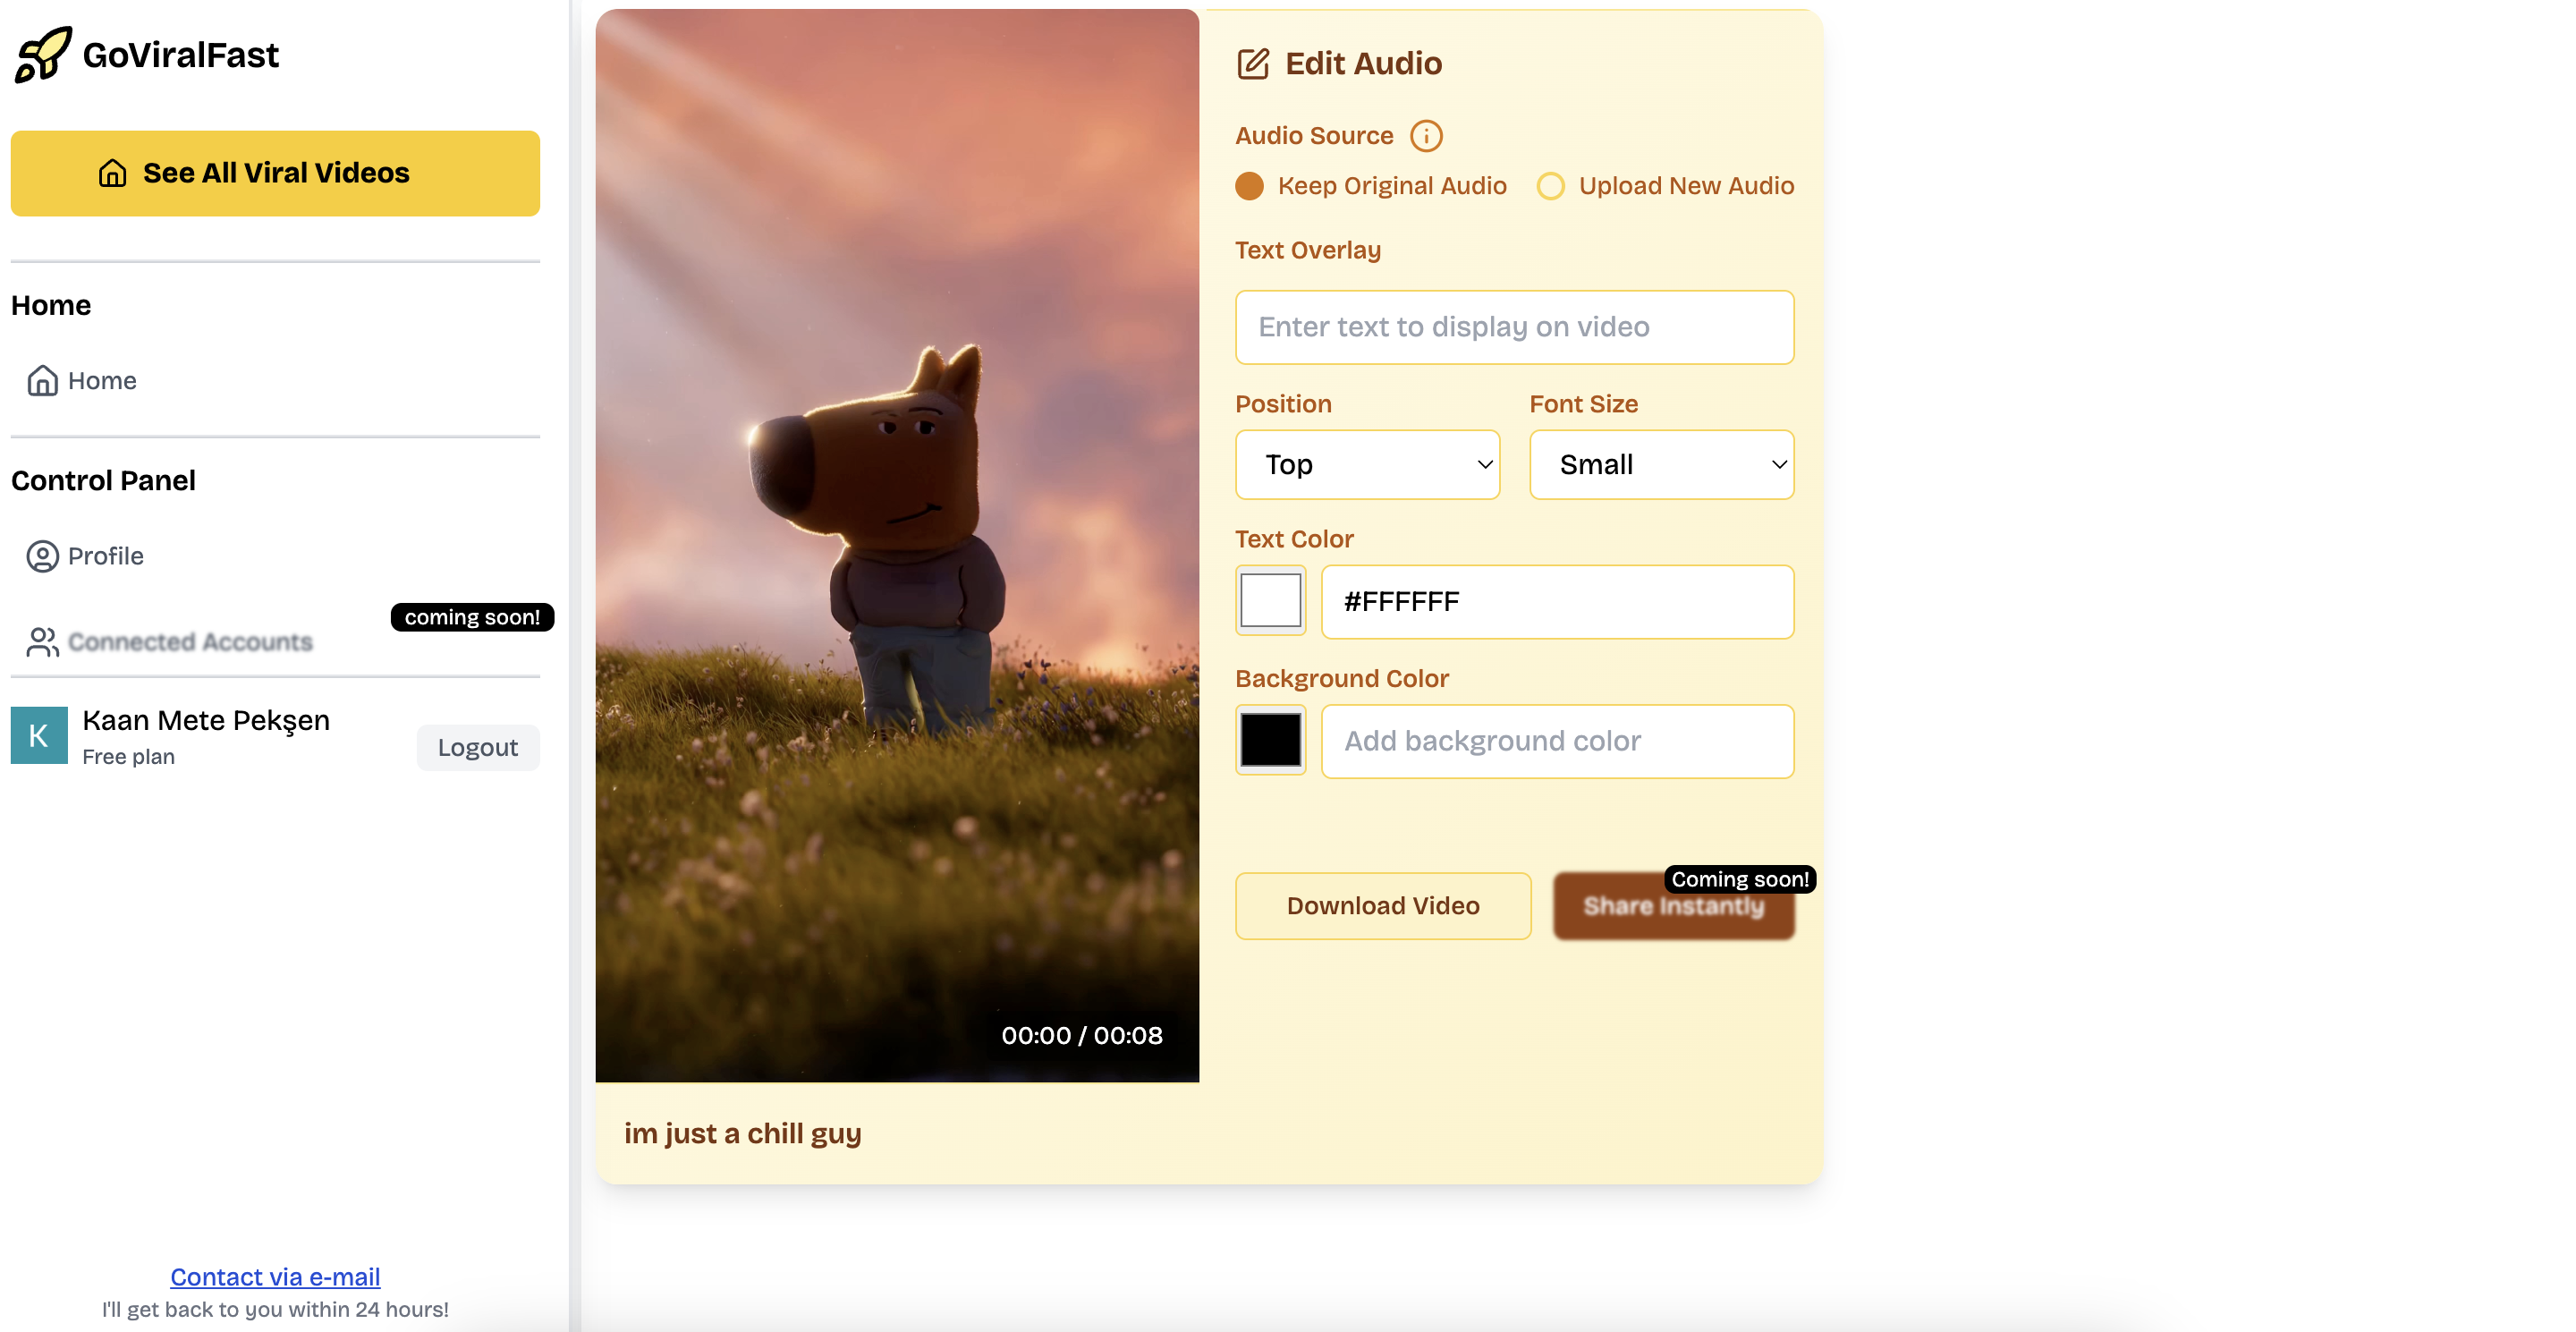 GoViralFast
See All Viral Videos
Home
Home
Control Panel
Profile
coming soon!
Connected Accounts
K
Kaan Mete Pekşen
Free plan
Logout
Contact via e-mail
I'll get back to you within 24 hours!
00:00 / 00:08
im just a chill guy
Edit Audio
Audio Source
Keep Original Audio
Upload New Audio
Text Overlay
Enter text to display on video
Position
Font Size
Top
Small
Text Color
#FFFFFF
Background Color
Add background color
Download Video
Coming soon!
Share Instantly